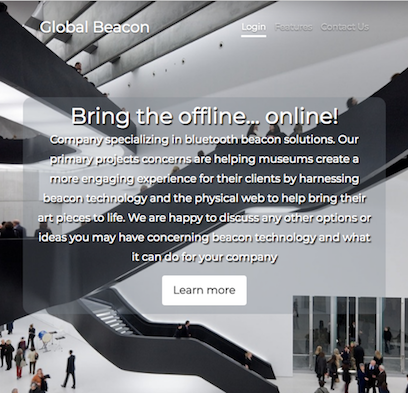 Global Beacon
Login Features Contact Us
Bring the offline... online!
Company specializing in bluetooth beacon solutions. Our
primary projects concerns are helping museums create a
more engaging experience for their clients by harnessing
beacon technology and the physical web to help bring their
art pieces to life. We are happy to discuss any other options or
ideas you may have concerning beacon technology and what
it can do for your company
Learn more